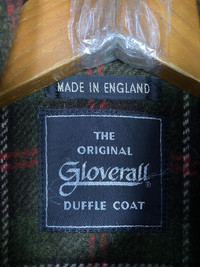 MADE IN ENGLAND
THE
ORIGINAL
Gloverall®
DUFFLE COAT